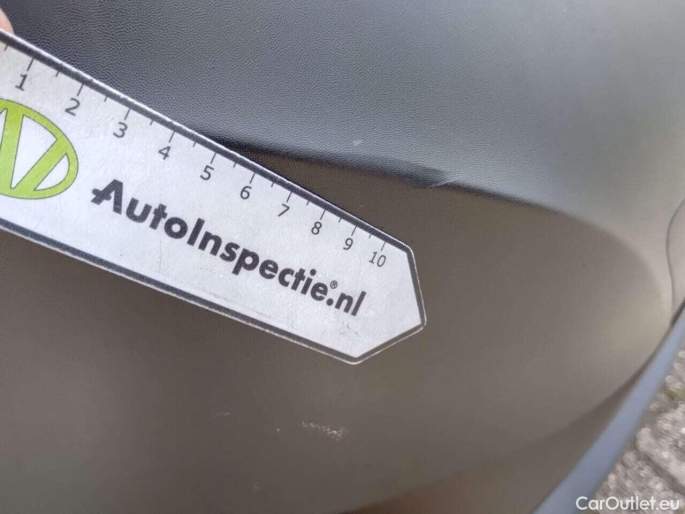 1 2 3 4 5 6 7 8 9 10
AutoInspectie.nl
CarOutlet.eu